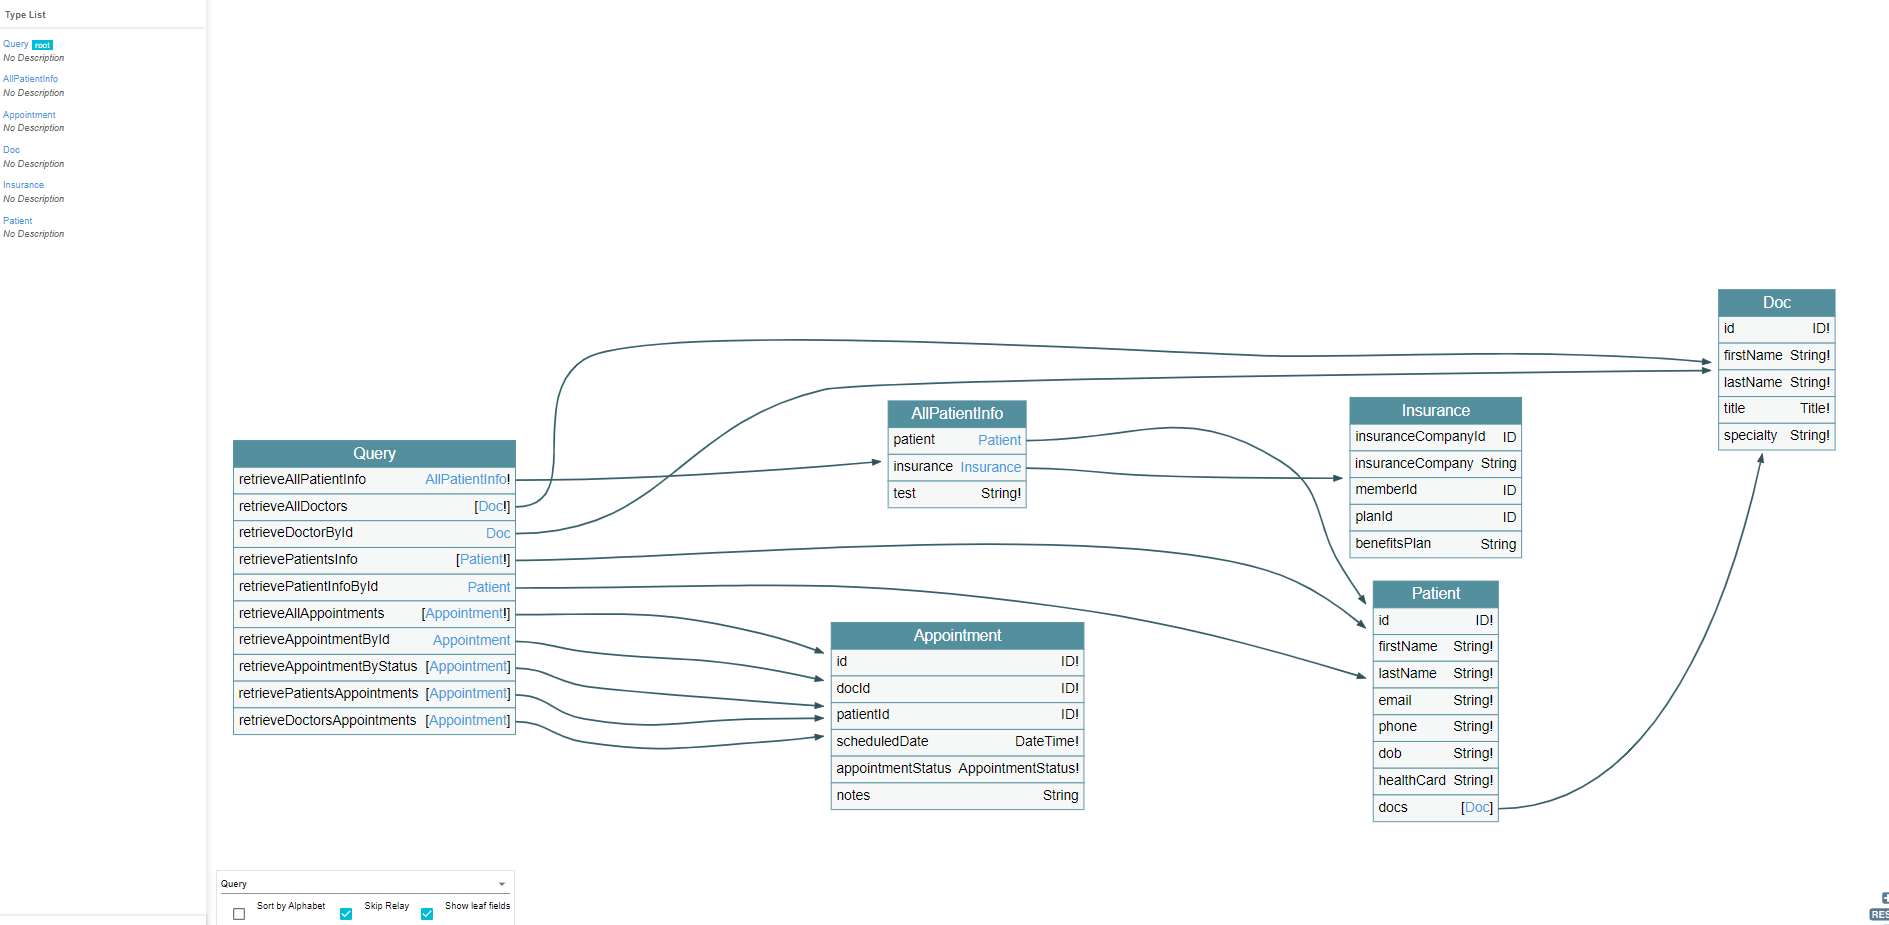 Type List
Query root
No Description
AllPatientInfo
No Description
Appointment
No Description
Doc
No Description
Insurance
No Description
Patient
No Description
Query
retrieveAllPatientInfo AllPatientInfo!
retrieveAllDoctors [Doc!]
retrieveDoctorById Doc
retrievePatientsInfo [Patient!]
retrievePatientInfoById Patient
retrieveAllAppointments [Appointment!]
retrieveAppointmentById Appointment
retrieveAppointmentByStatus [Appointment]
retrievePatientsAppointments [Appointment]
retrieveDoctorsAppointments [Appointment]
AllPatientInfo
patient Patient
insurance Insurance
test String!
Appointment
id ID!
docId ID!
patientId ID!
scheduledDate DateTime!
appointmentStatus AppointmentStatus!
notes String
Insurance
insuranceCompanyId ID
insuranceCompany String
memberId ID
planId ID
benefitsPlan String
Patient
id ID!
firstName String!
lastName String!
email String!
phone String!
dob String!
healthCard String!
docs [Doc]
Doc
id ID!
firstName String!
lastName String!
title Title!
specialty String!
Query
Sort by Alphabet Skip Relay Show leaf fields
RES